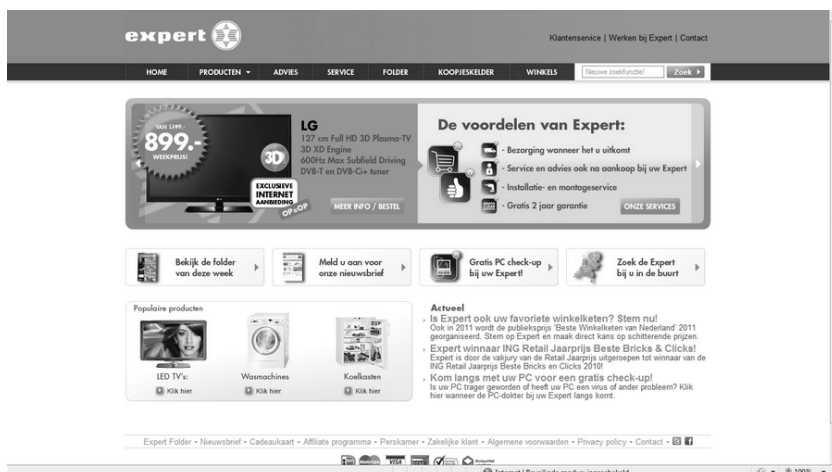 expert
Klantenservice | Werken bij Expert | Contact
HOME PRODUCTEN ADVIES SERVICE FOLDER KOOPJESKELDER WINKELS Nieuwe zoekfunctie! Zoek
VAN 1399.-
899.-
WEEKPRIJS!
3D
EXCLUSIEVE
INTERNET
AANBIEDING
OP=OP
LG
127 cm Full HD 3D Plasma-TV
3D XD Engine
600Hz Max Subfield Driving
DVB-T en DVB-Ci+ tuner
MEER INFO / BESTEL
De voordelen van Expert:
- Bezorging wanneer het u uitkomt
- Service en advies ook na aankoop bij uw Expert
- Installatie- en montageservice
- Gratis 2 jaar garantie
ONZE SERVICES
Bekijk de folder
van deze week
Meld u aan voor
onze nieuwsbrief
Gratis PC check-up
bij uw Expert!
Zoek de Expert
bij u in de buurt
Populaire producten
LED TV's:
Klik hier
Wasmachines
Klik hier
Koelkasten
Klik hier
Actueel
Is Expert ook uw favoriete winkelketen? Stem nu!
Ook in 2011 wordt de publieksprijs 'Beste Winkelketen van Nederland' 2011
georganiseerd. Stem op Expert en maak direct kans op schitterende prijzen.
Expert winnaar ING Retail Jaarprijs Beste Bricks & Clicks!
Expert is door de vakjury van de Retail Jaarprijs uitgeroepen tot winnaar van de
ING Retail Jaarprijs Beste Bricks en Clicks 2010!
Kom langs met uw PC voor een gratis check-up!
Is uw PC trager geworden of heeft uw PC een virus of ander probleem? Klik
hier wanneer de PC-dokter bij uw Expert langs komt.
Expert Folder • Nieuwsbrief • Cadeaukaart • Affiliate programma • Perskamer • Zakelijke klant • Algemene voorwaarden • Privacy policy • Contact •
VISA
100%